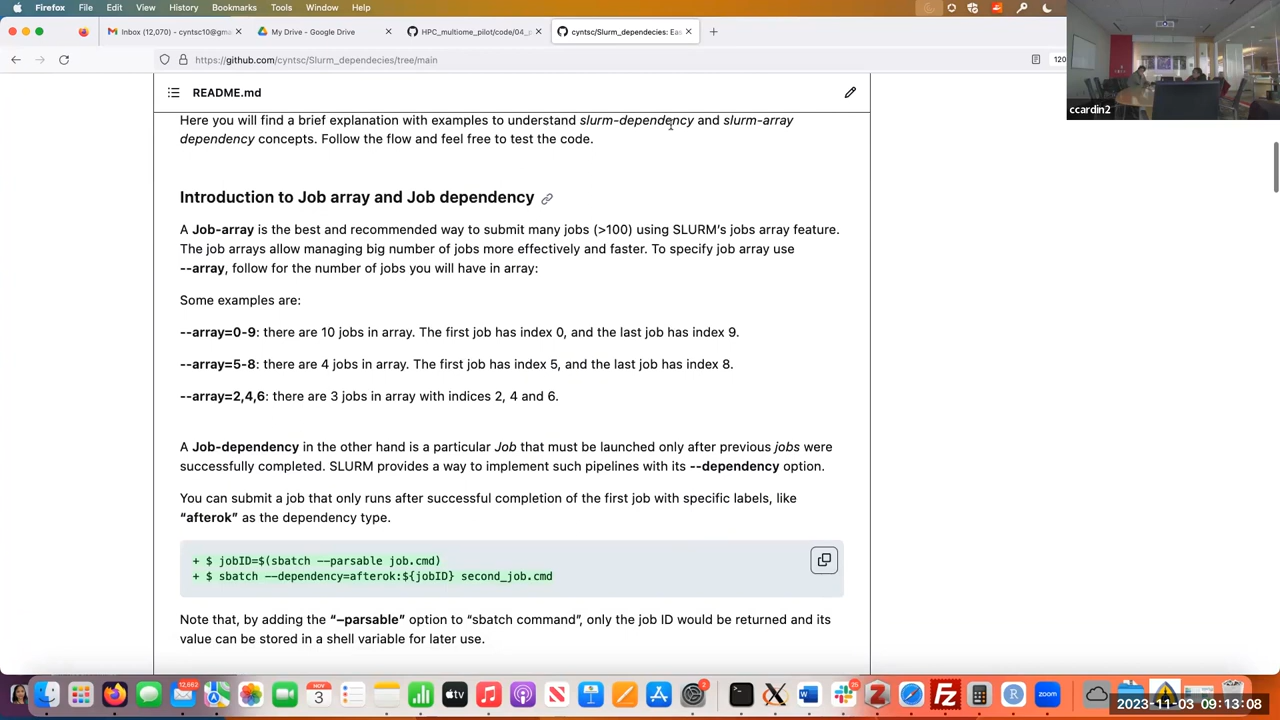 Firefox File Edit View History Bookmarks Tools Window Help
Inbox (12,070) - cyntsc10@gma
My Drive - Google Drive
HPC_multiome_pilot/code/04_p
cyntsc/Slurm_dependecies: Eas
https://github.com/cyntsc/Slurm_dependecies/tree/main
120
ccardin2
README.md
Here you will find a brief explanation with examples to understand slurm-dependency and slurm-array
dependency concepts. Follow the flow and feel free to test the code.
Introduction to Job array and Job dependency
A Job-array is the best and recommended way to submit many jobs (>100) using SLURM's jobs array feature.
The job arrays allow managing big number of jobs more effectively and faster. To specify job array use
--array, follow for the number of jobs you will have in array:
Some examples are:
--array=0-9: there are 10 jobs in array. The first job has index 0, and the last job has index 9.
--array=5-8: there are 4 jobs in array. The first job has index 5, and the last job has index 8.
--array=2,4,6: there are 3 jobs in array with indices 2, 4 and 6.
A Job-dependency in the other hand is a particular Job that must be launched only after previous jobs were
successfully completed. SLURM provides a way to implement such pipelines with its --dependency option.
You can submit a job that only runs after successful completion of the first job with specific labels, like
“afterok” as the dependency type.
+ $ jobID=$(sbatch --parsable job.cmd)
+ $ sbatch --dependency=afterok:${jobID} second_job.cmd
Note that, by adding the “–parsable” option to “sbatch command”, only the job ID would be returned and its
value can be stored in a shell variable for later use.
NOV
3
12,662
tv
2
26
zoom
2023-11-03 09:13:08